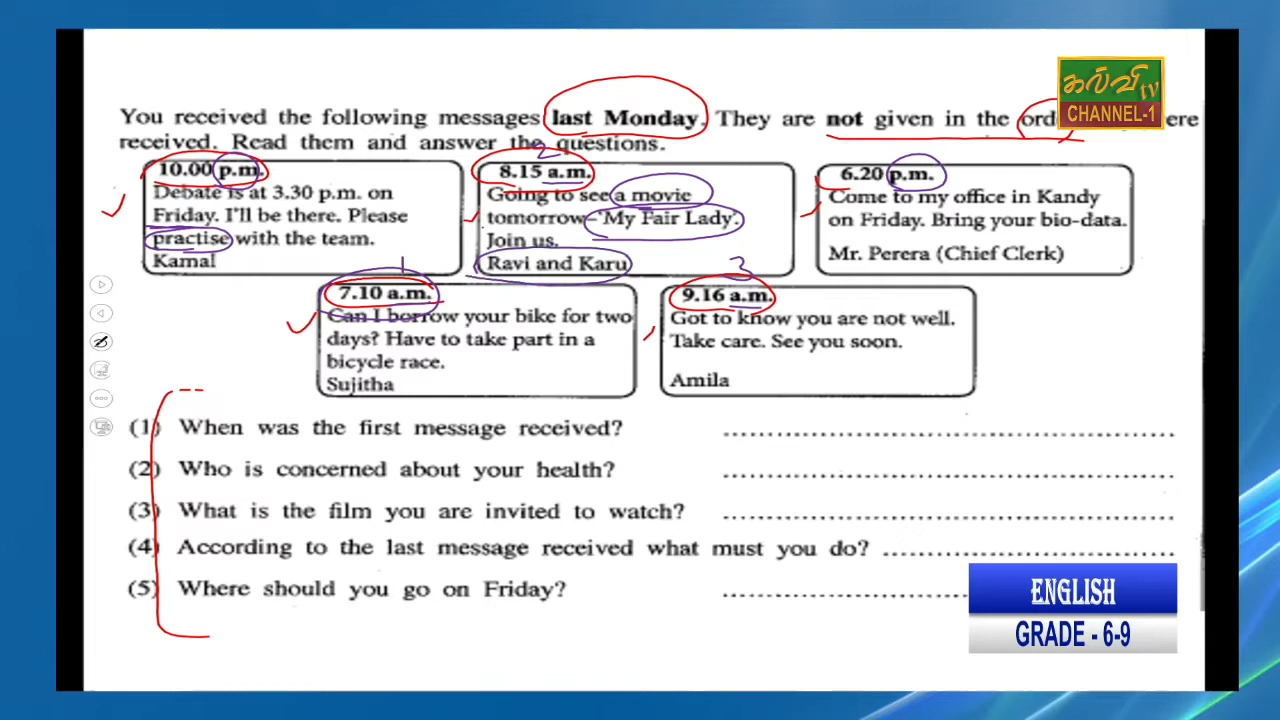 கல்வி tv
CHANNEL-1
You received the following messages last Monday. They are not given in the ere
received. Read them and answer the questions.
10.00 p.m.
Debate is at 3.30 p.m. on
Friday. I'll be there. Please
practise with the team.
Kamal
2
8.15 a.m.
Going to see a movie
tomorrow- 'My Fair Lady'.
Join us.
Ravi and Karu
6.20 p.m.
Come to my office in Kandy
on Friday. Bring your bio-data.
Mr. Perera (Chief Clerk)
1
7.10 a.m.
Can I borrow your bike for two
days? Have to take part in a
bicycle race.
Sujitha
3
9.16 a.m.
Got to know you are not well.
Take care. See you soon.
Amila
(1) When was the first message received? ........................................
(2) Who is concerned about your health? ........................................
(3) What is the film you are invited to watch? ........................................
(4) According to the last message received what must you do? ..........................
(5) Where should you go on Friday? ......................
ENGLISH
GRADE - 6-9